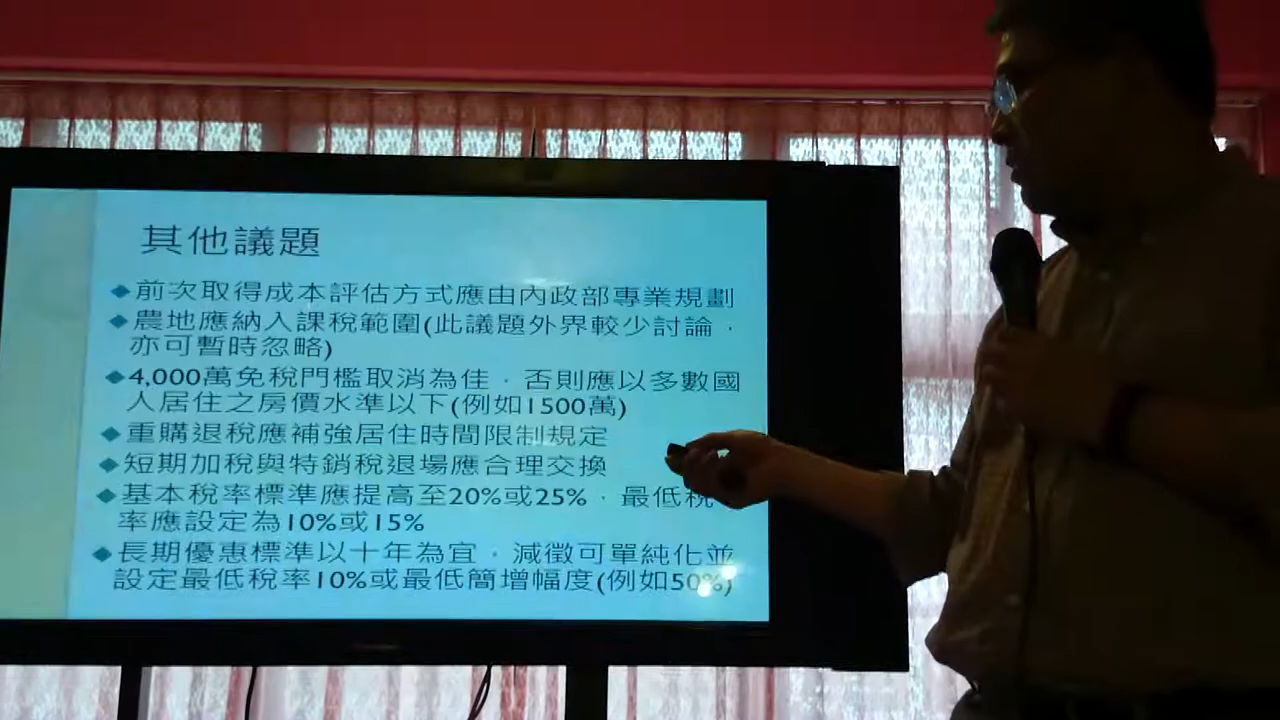 其他議題
◆前次取得成本評估方式應由內政部專業規劃
◆農地應納入課稅範圍(此議題外界較少討論，
亦可暫時忽略)
◆4,000萬免稅門檻取消為佳，否則應以多數國
人居住之房價水準以下(例如1500萬)
◆重購退稅應補強居住時間限制規定
◆短期加稅與特銷稅退場應合理交換
◆基本稅率標準應提高至20%或25%，最低稅
率應設定為10%或15%
◆長期優惠標準以十年為宜，減徵可單純化並
設定最低稅率10%或最低簡增幅度(例如50%)